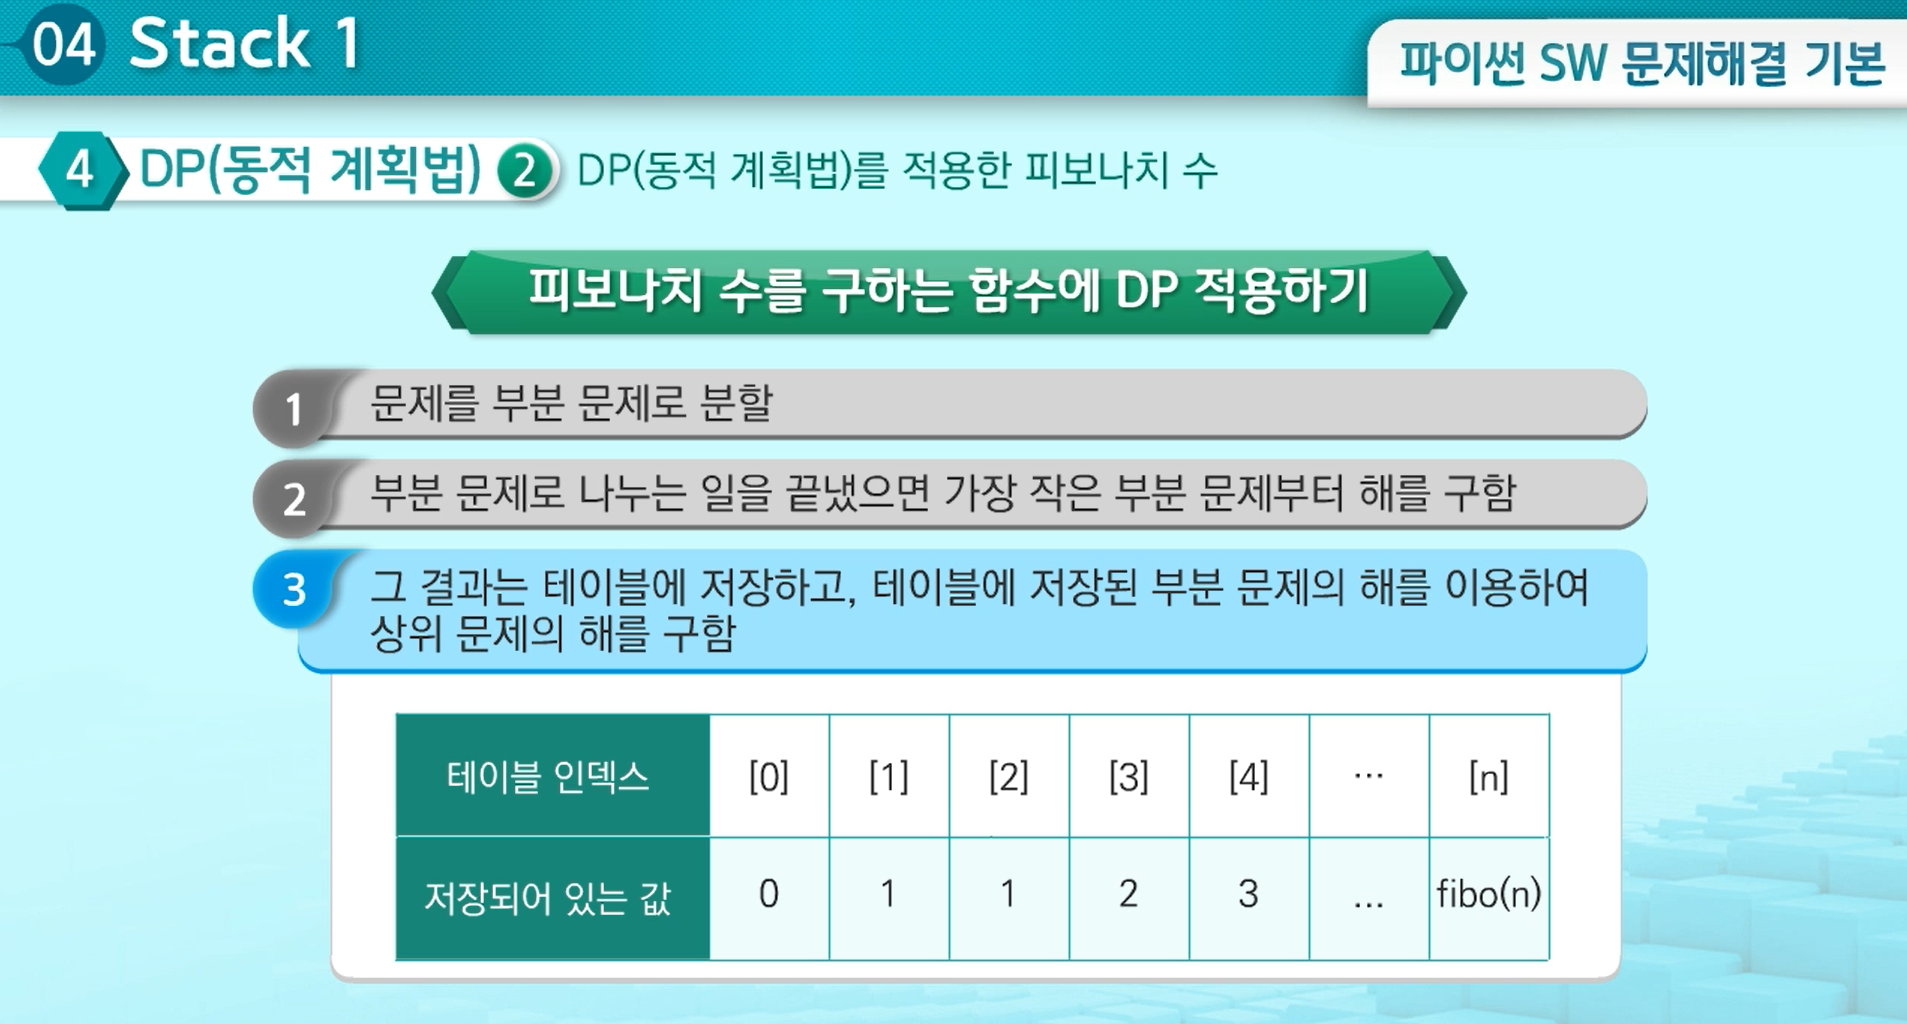 04 Stack 1
파이썬 SW 문제해결 기본
4 DP(동적 계획법) 2 DP(동적 계획법)를 적용한 피보나치 수
피보나치 수를 구하는 함수에 DP 적용하기
1 문제를 부분 문제로 분할
2 부분 문제로 나누는 일을 끝냈으면 가장 작은 부분 문제부터 해를 구함
3 그 결과는 테이블에 저장하고, 테이블에 저장된 부분 문제의 해를 이용하여
상위 문제의 해를 구함
테이블 인덱스 [0] [1] [2] [3] [4] ... [n]
저장되어 있는 값 0 1 1 2 3 ... fibo(n)